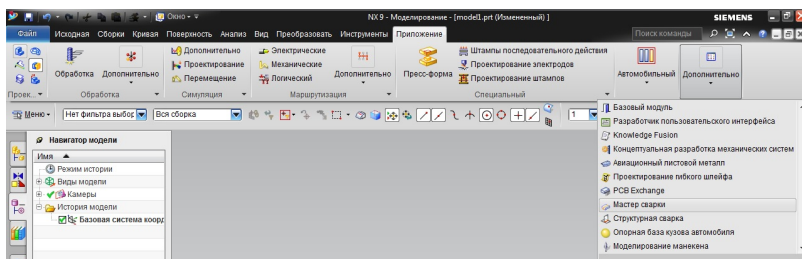 Окно NX 9 - Моделирование - [model1.prt (Измененный) ] SIEMENS
Файл Исходная Сборки Кривая Поверхность Анализ Вид Преобразовать Инструменты Приложение Поиск команды
Обработка Дополнительно
Дополнительно
Проектирование
Перемещение
Электрические
Механические
Логический
Дополнительно
Пресс-форма
Штампы последовательного действия
Проектирование электродов
Проектирование штампов
Автомобильный Дополнительно
Проек... Обработка Симуляция Маршрутизация Специальный
Меню Нет фильтра выбор Вся сборка 1
Навигатор модели
Имя
Режим истории
Виды модели
Камеры
История модели
Базовая система коорд
Базовый модуль
Разработчик пользовательского интерфейса
Knowledge Fusion
Концептуальная разработка механических систем
Авиационный листовой металл
Проектирование гибкого шлейфа
PCB Exchange
Мастер сварки
Структурная сварка
Опорная база кузова автомобиля
Моделирование манекена